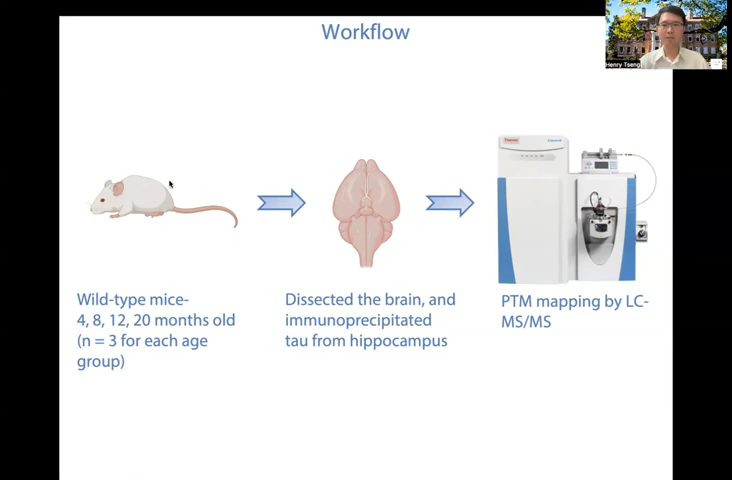 Workflow
Henry Tseng
Wild-type mice-
4, 8, 12, 20 months old
(n = 3 for each age
group)
Dissected the brain, and
immunoprecipitated
tau from hippocampus
PTM mapping by LC-
MS/MS